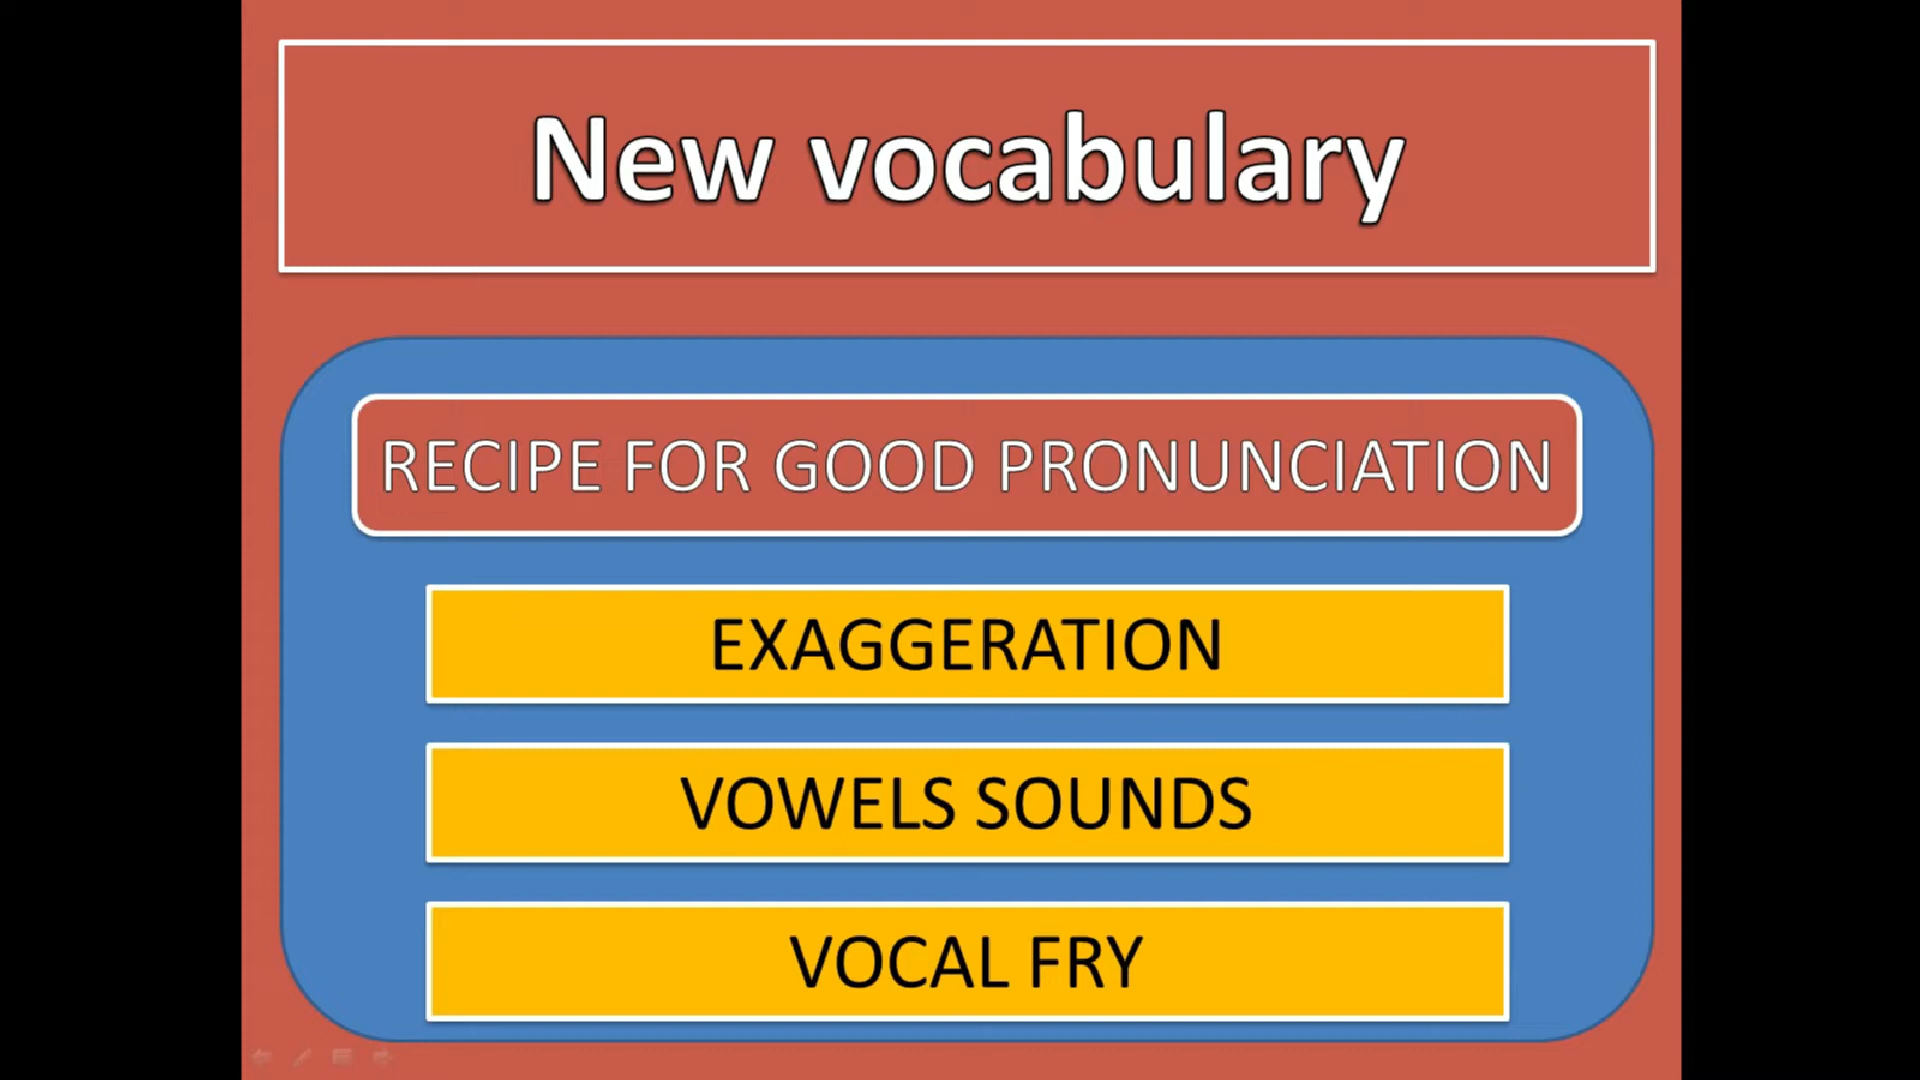 New vocabulary
RECIPE FOR GOOD PRONUNCIATION
EXAGGERATION
VOWELS SOUNDS
VOCAL FRY